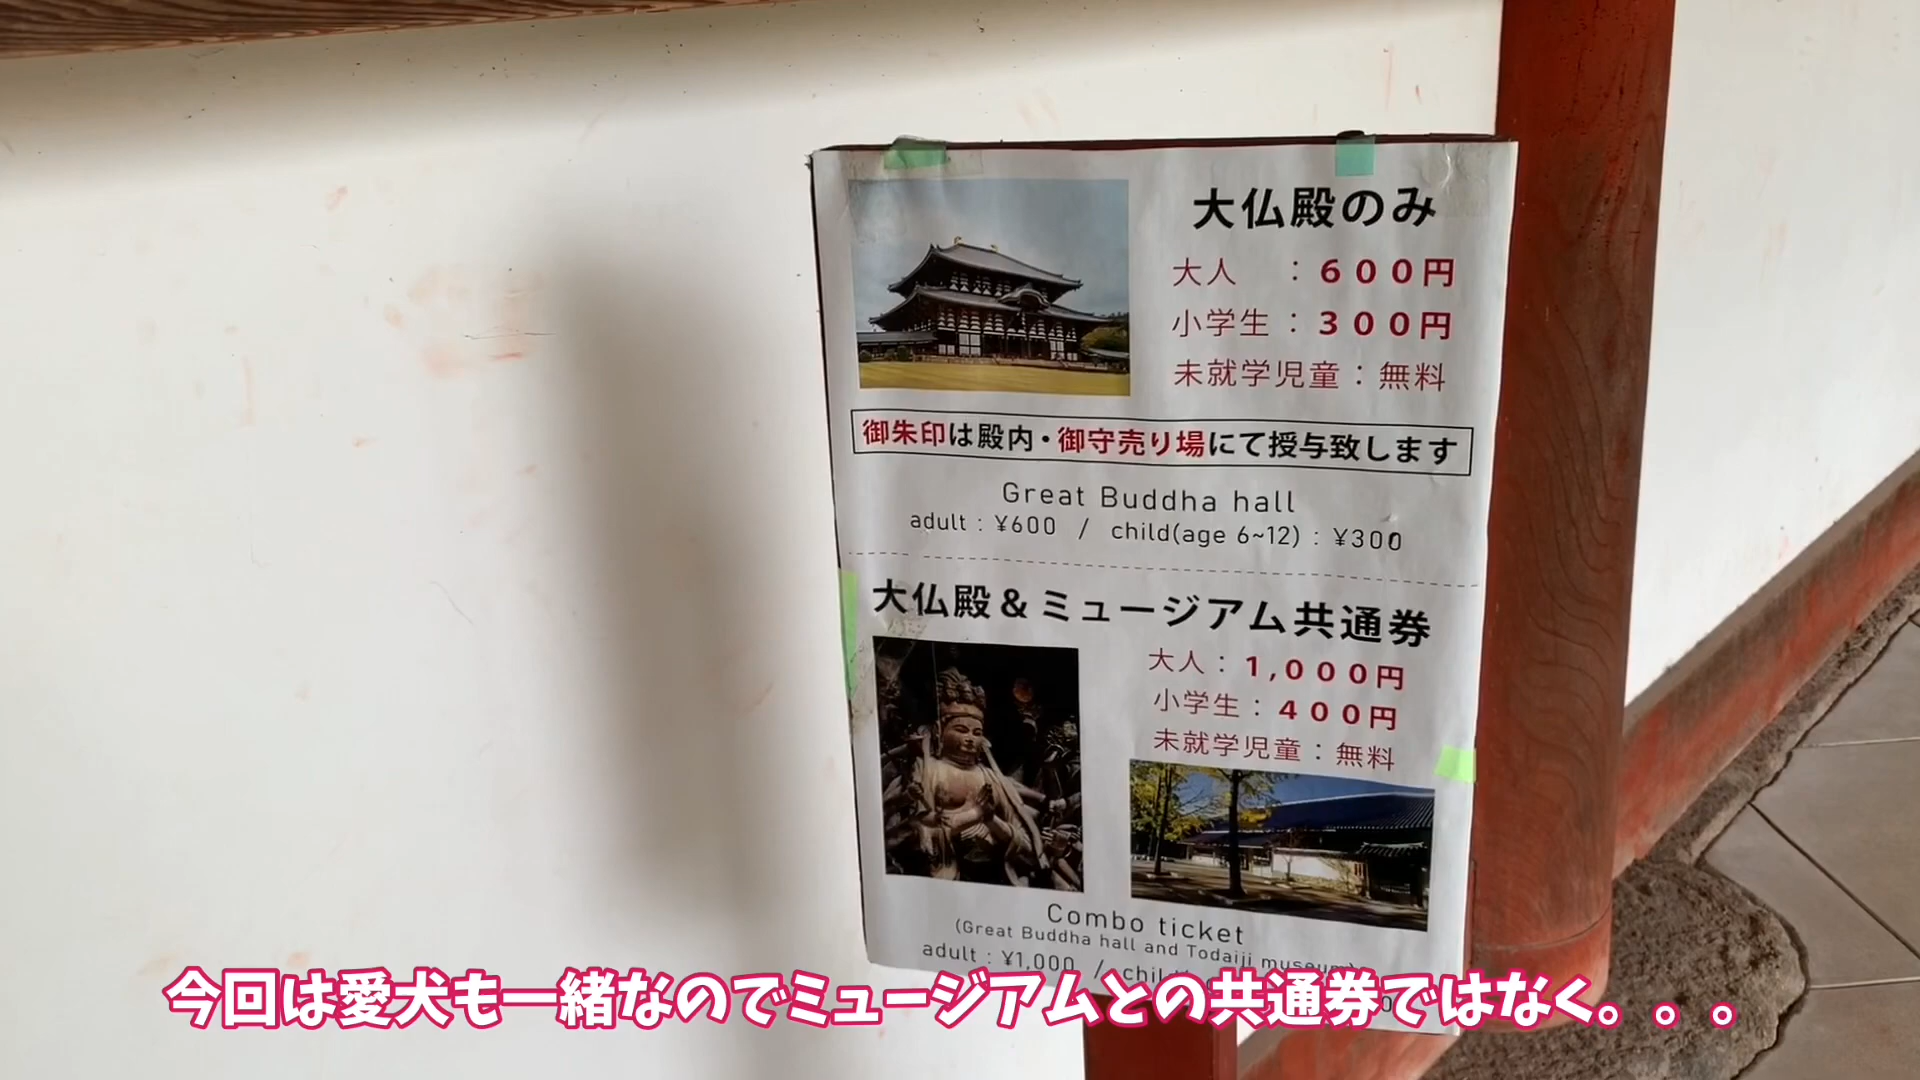 大仏殿のみ
大人　：６００円
小学生：３００円
未就学児童：無料
御朱印は殿内・御守売り場にて授与致します
Great Buddha hall
adult : ¥600 / child(age 6~12) : ¥300
大仏殿＆ミュージアム共通券
大人：１,０００円
小学生：４００円
未就学児童：無料
Combo ticket
(Great Buddha hall and Todaiji museum)
adult : ¥1,000 /
今回は愛犬も一緒なのでミュージアムとの共通券ではなく。。。